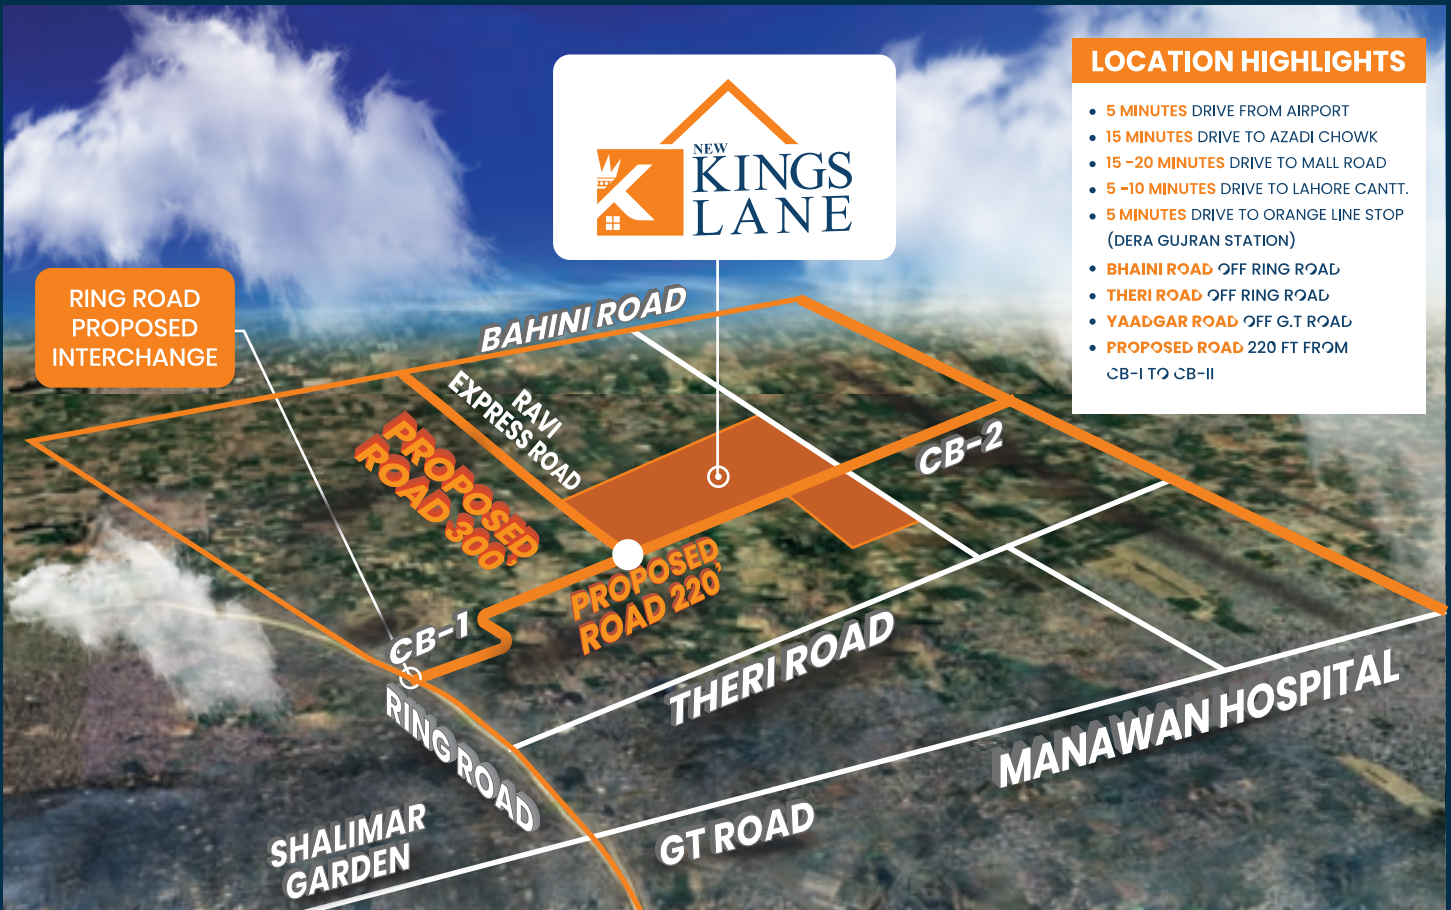 NEW
KINGS
LANE
LOCATION HIGHLIGHTS
• 5 MINUTES DRIVE FROM AIRPORT
• 15 MINUTES DRIVE TO AZADI CHOWK
• 15 -20 MINUTES DRIVE TO MALL ROAD
• 5 -10 MINUTES DRIVE TO LAHORE CANTT.
• 5 MINUTES DRIVE TO ORANGE LINE STOP
(DERA GUJRAN STATION)
• BHAINI ROAD OFF RING ROAD
• THERI ROAD OFF RING ROAD
• YAADGAR ROAD OFF G.T ROAD
• PROPOSED ROAD 220 FT FROM
CB-I TO CB-II
RING ROAD
PROPOSED
INTERCHANGE
BAHINI ROAD
RAVI
EXPRESS ROAD
PROPOSED
ROAD 300'
CB-2
PROPOSED
ROAD 220'
CB-1
THERI ROAD
RING ROAD
MANAWAN HOSPITAL
GT ROAD
SHALIMAR
GARDEN